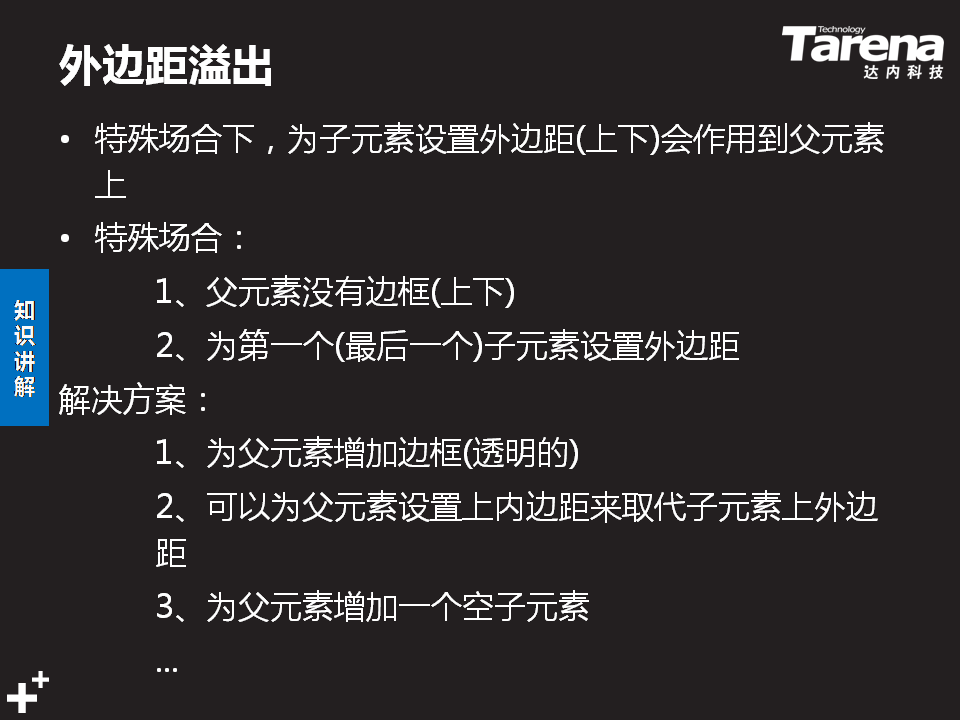 外边距溢出
Technology
Tarena
达内科技
• 特殊场合下，为子元素设置外边距(上下)会作用到父元素
上
• 特殊场合：
1、父元素没有边框(上下)
2、为第一个(最后一个)子元素设置外边距
知识讲解
解决方案：
1、为父元素增加边框(透明的)
2、可以为父元素设置上内边距来取代子元素上外边
距
3、为父元素增加一个空子元素
...